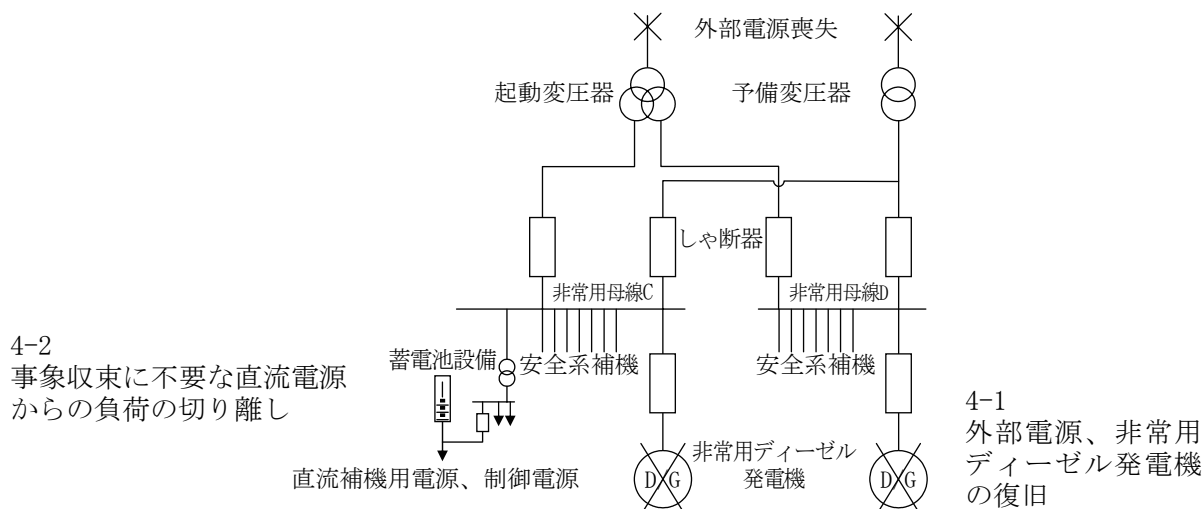 外部電源喪失
起動変圧器
予備変圧器
しゃ断器
非常用母線C
非常用母線D
4-2
事象収束に不要な直流電源
からの負荷の切り離し
蓄電池設備
安全系補機
安全系補機
4-1
外部電源、非常用
ディーゼル発電機
の復旧
直流補機用電源、制御電源
D G
非常用ディーゼル
発電機
D G